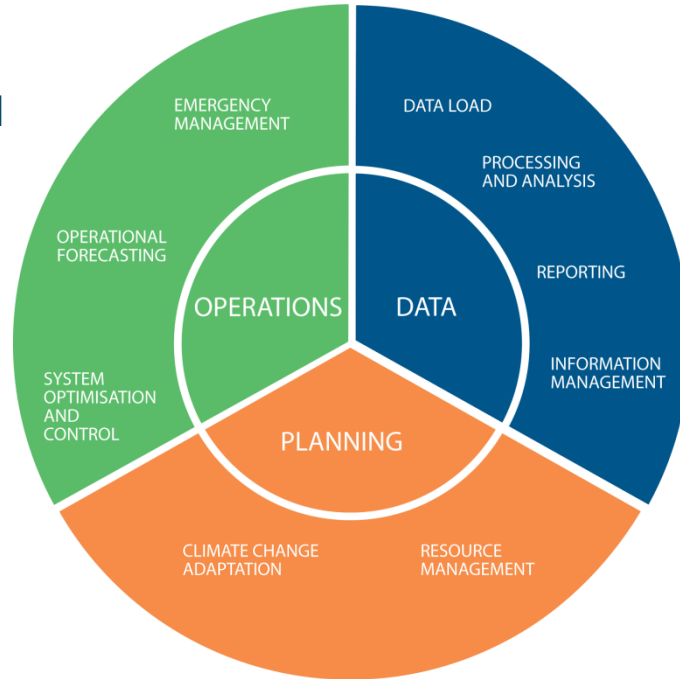 EMERGENCY
MANAGEMENT
OPERATIONAL
FORECASTING
SYSTEM
OPTIMISATION
AND
CONTROL
OPERATIONS
DATA
DATA LOAD
PROCESSING
AND ANALYSIS
REPORTING
INFORMATION
MANAGEMENT
PLANNING
CLIMATE CHANGE
ADAPTATION
RESOURCE
MANAGEMENT